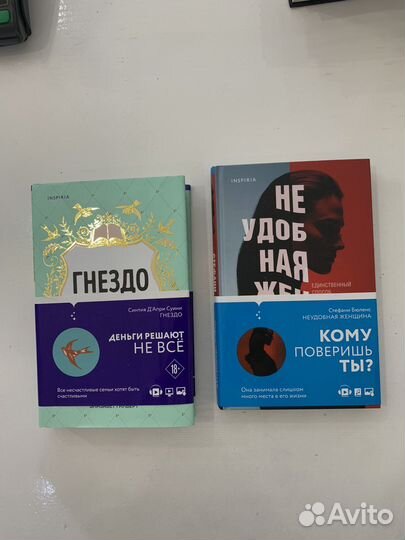 INSPIRIA
ГНЕЗДО
Синтия Д'Апри Суини
ГНЕЗДО
ДЕНЬГИ РЕШАЮТ
НЕ ВСЁ
18+
Все несчастливые семьи хотят быть
счастливыми
INSPIRIA
НЕ
УДОБ
НАЯ
ЖЕН
ЕДИНСТВЕННЫЙ
СПОСОБ
Стефани Бюленс
НЕУДОБНАЯ ЖЕНЩИНА
КОМУ
ПОВЕРИШЬ
ТЫ?
Она занимала слишком
много места в его жизни
Avito